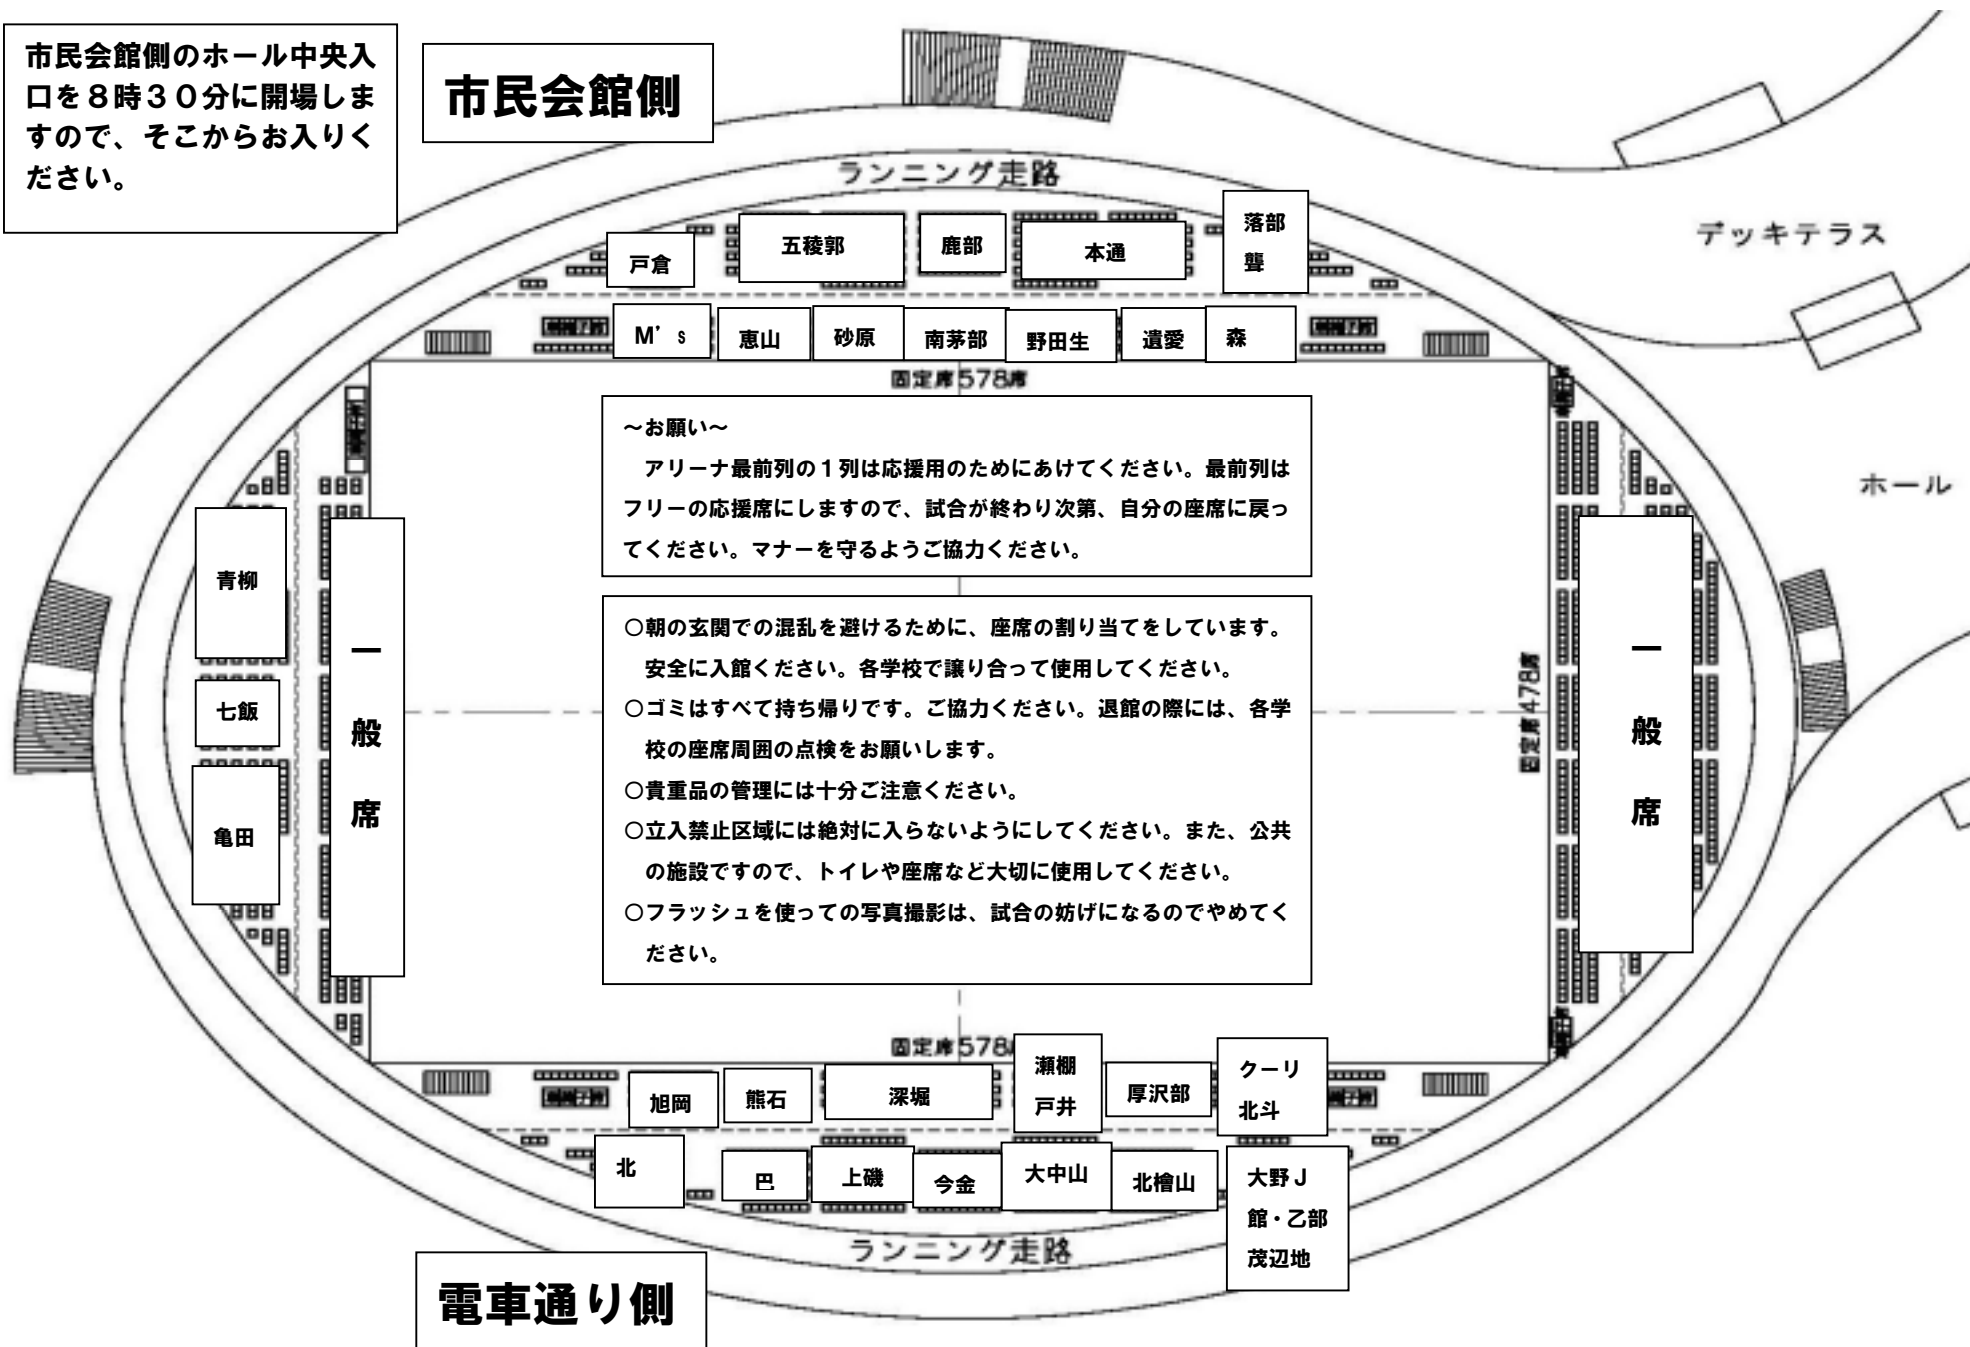 市民会館側のホール中央入
口を８時３０分に開場しま
すので、そこからお入りく
ださい。
市民会館側
ランニング走路
デッキテラス
戸倉
五稜郭
鹿部
本通
落部
聾
M’s
恵山
砂原
南茅部
野田生
遺愛
森
固定席578席
ホール
～お願い～
アリーナ最前列の１列は応援用のためにあけてください。最前列は
フリーの応援席にしますので、試合が終わり次第、自分の座席に戻っ
てください。マナーを守るようご協力ください。
青柳
七飯
亀田
一般席
○朝の玄関での混乱を避けるために、座席の割り当てをしています。
安全に入館ください。各学校で譲り合って使用してください。
○ゴミはすべて持ち帰りです。ご協力ください。退館の際には、各学
校の座席周囲の点検をお願いします。
○貴重品の管理には十分ご注意ください。
○立入禁止区域には絶対に入らないようにしてください。また、公共
の施設ですので、トイレや座席など大切に使用してください。
○フラッシュを使っての写真撮影は、試合の妨げになるのでやめてく
ださい。
固定席478席
一般席
固定席578
旭岡
熊石
深堀
瀬棚
戸井
厚沢部
クーリ
北斗
北
巴
上磯
今金
大中山
北檜山
大野Ｊ
館・乙部
茂辺地
ランニング走路
電車通り側